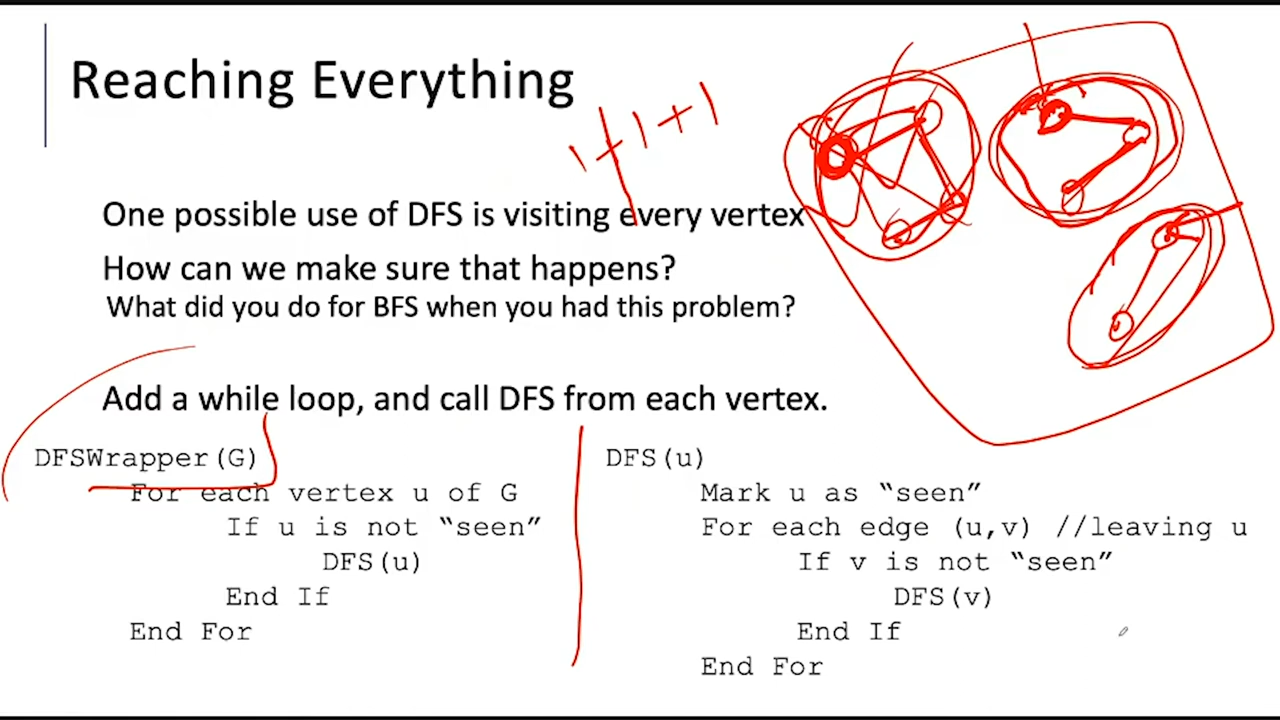 Reaching Everything
1+1+1
One possible use of DFS is visiting every vertex
How can we make sure that happens?
What did you do for BFS when you had this problem?
Add a while loop, and call DFS from each vertex.
DFSWrapper(G)
For each vertex u of G
If u is not “seen”
DFS(u)
End If
End For
DFS(u)
Mark u as “seen”
For each edge (u,v) //leaving u
If v is not “seen”
DFS(v)
End If
End For